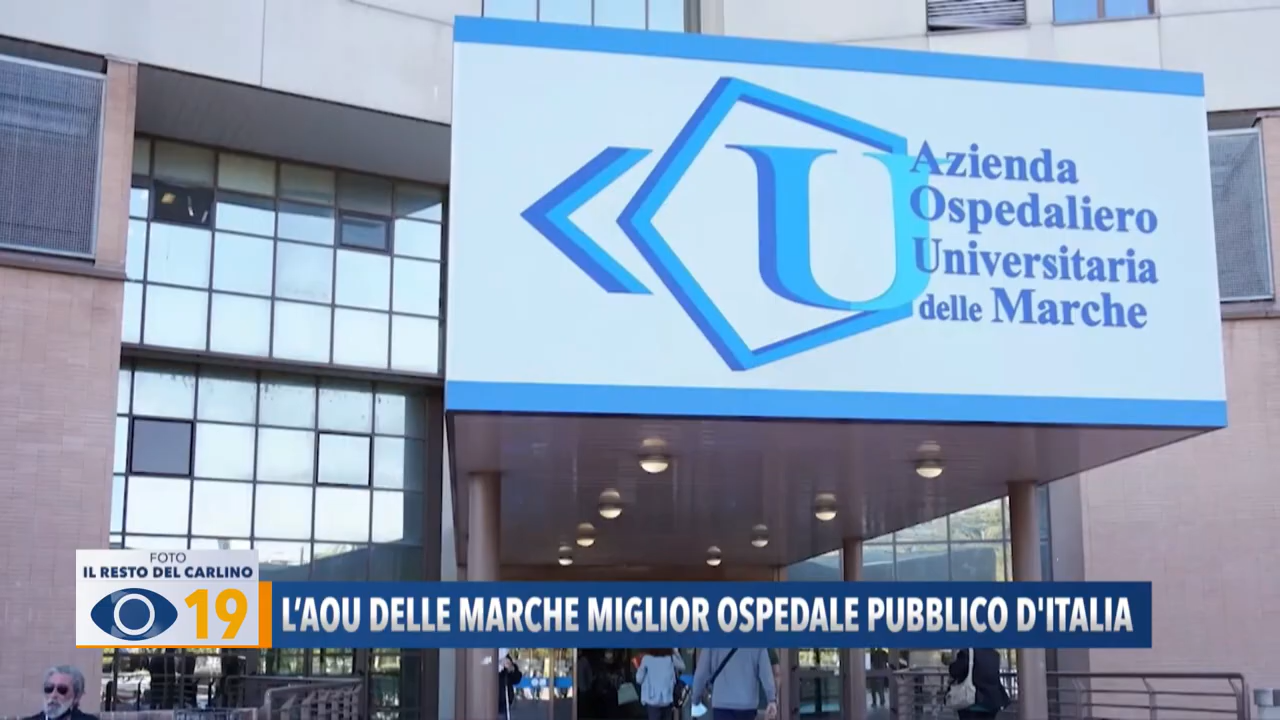 U
Azienda
Ospedaliero
Universitaria
delle Marche
FOTO
IL RESTO DEL CARLINO
19
L’AOU DELLE MARCHE MIGLIOR OSPEDALE PUBBLICO D'ITALIA